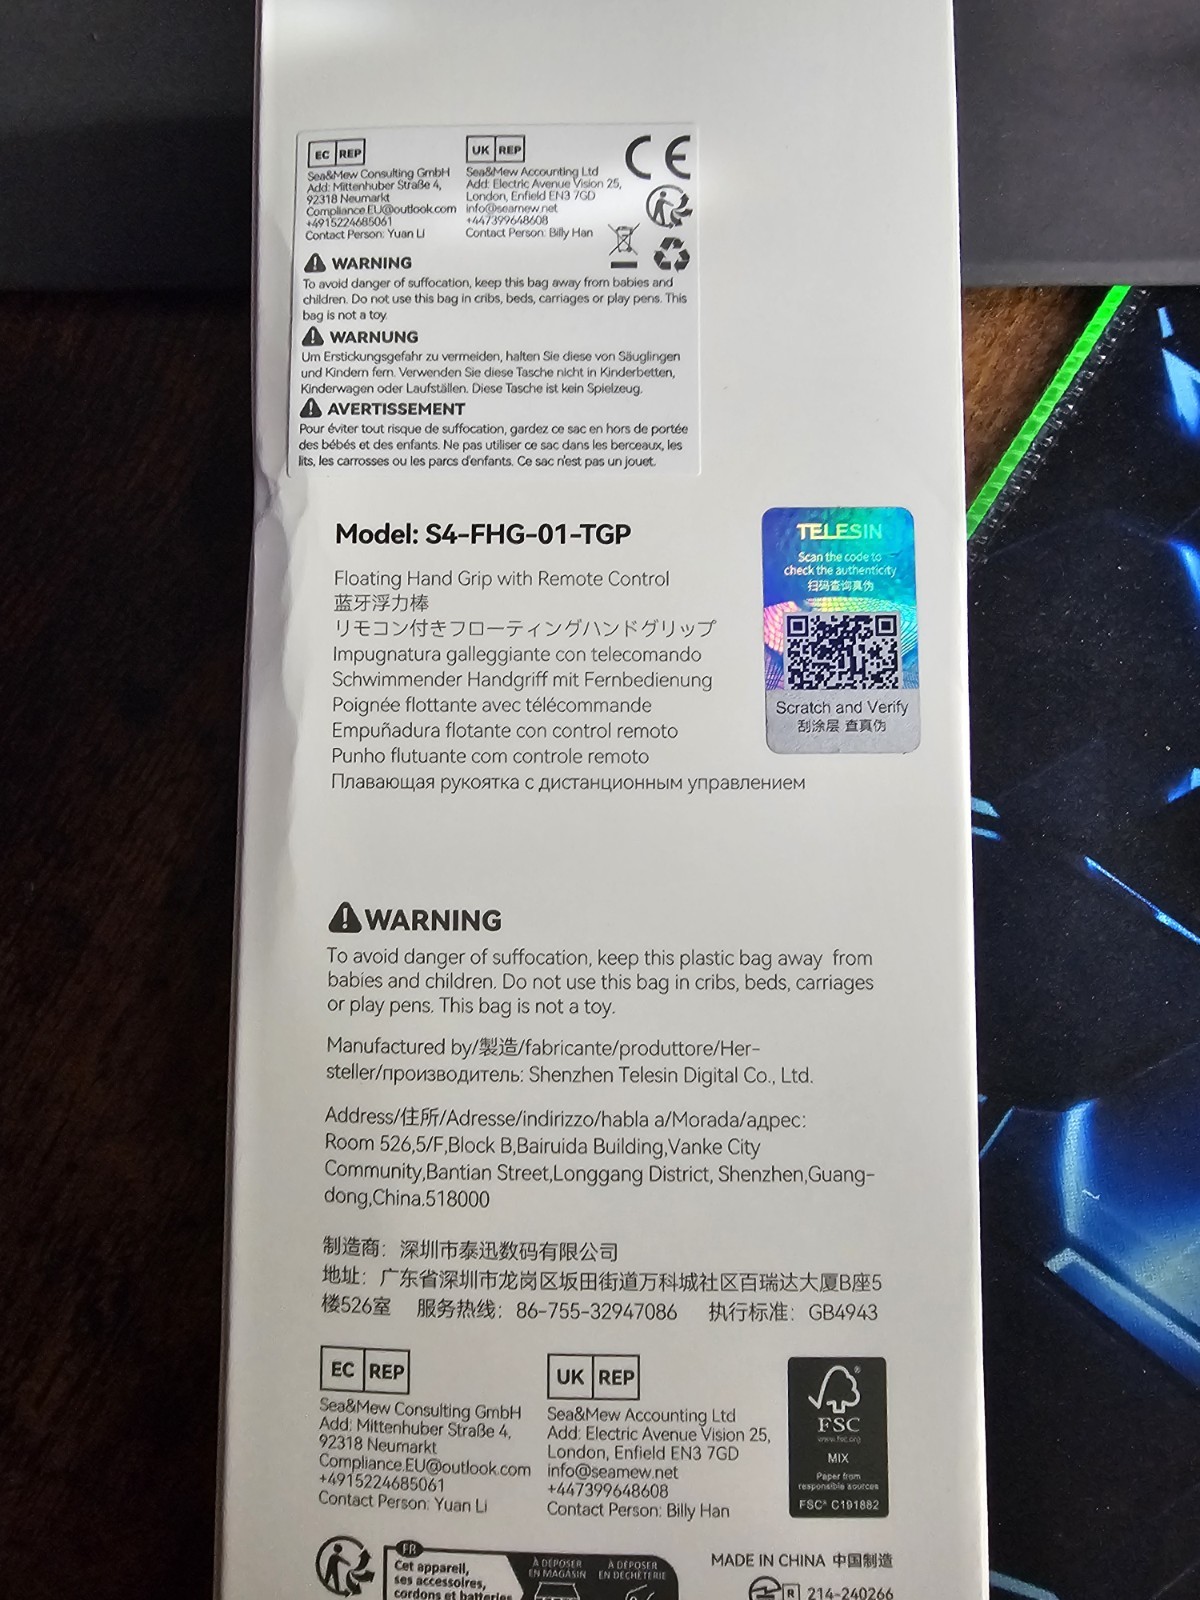 EC REP
Sea&Mew Consulting GmbH
Add: Mittenhuber Straße 4,
92318 Neumarkt
Compliance.EU@outlook.com
+4915224685061
Contact Person: Yuan Li
UK REP
Sea&Mew Accounting Ltd
Add: Electric Avenue Vision 25,
London, Enfield EN3 7GD
info@seamew.net
+447399648608
Contact Person: Billy Han
CE
WARNING
To avoid danger of suffocation, keep this bag away from babies and
children. Do not use this bag in cribs, beds, carriages or play pens. This
bag is not a toy.
WARNUNG
Um Erstickungsgefahr zu vermeiden, halten Sie diese von Säuglingen
und Kindern fern. Verwenden Sie diese Tasche nicht in Kinderbetten,
Kinderwagen oder Laufställen. Diese Tasche ist kein Spielzeug.
AVERTISSEMENT
Pour éviter tout risque de suffocation, gardez ce sac en hors de portée
des bébés et des enfants. Ne pas utiliser ce sac dans les berceaux, les
lits, les carrosses ou les parcs d'enfants. Ce sac n'est pas un jouet.
Model: S4-FHG-01-TGP
Floating Hand Grip with Remote Control
蓝牙浮力棒
リモコン付きフローティングハンドグリップ
Impugnatura galleggiante con telecomando
Schwimmender Handgriff mit Fernbedienung
Poignée flottante avec télécommande
Empuñadura flotante con control remoto
Punho flutuante com controle remoto
Плавающая рукоятка с дистанционным управлением
TELESIN
Scan the code to
check the authenticity
扫码查询真伪
Scratch and Verify
刮涂层 查真伪
WARNING
To avoid danger of suffocation, keep this plastic bag away from
babies and children. Do not use this bag in cribs, beds, carriages
or play pens. This bag is not a toy.
Manufactured by/製造/fabricante/produttore/Her-
steller/производитель: Shenzhen Telesin Digital Co., Ltd.
Address/住所/Adresse/indirizzo/habla a/Morada/адрес:
Room 526,5/F,Block B,Bairuida Building,Vanke City
Community,Bantian Street,Longgang District, Shenzhen,Guang-
dong,China.518000
制造商：深圳市泰迅数码有限公司
地址：广东省深圳市龙岗区坂田街道万科城社区百瑞达大厦B座5
楼526室 服务热线：86-755-32947086 执行标准：GB4943
EC REP
Sea&Mew Consulting GmbH
Add: Mittenhuber Straße 4,
92318 Neumarkt
Compliance.EU@outlook.com
+4915224685061
Contact Person: Yuan Li
UK REP
Sea&Mew Accounting Ltd
Add: Electric Avenue Vision 25,
London, Enfield EN3 7GD
info@seamew.net
+447399648608
Contact Person: Billy Han
FSC
www.fsc.org
MIX
Paper from
responsible sources
FSC® C191882
FR
Cet appareil,
ses accessoires,
cordons et batteries
À DÉPOSER
EN MAGASIN
À DÉPOSER
EN DÉCHÈTERIE
MADE IN CHINA 中国制造
R 214-240266